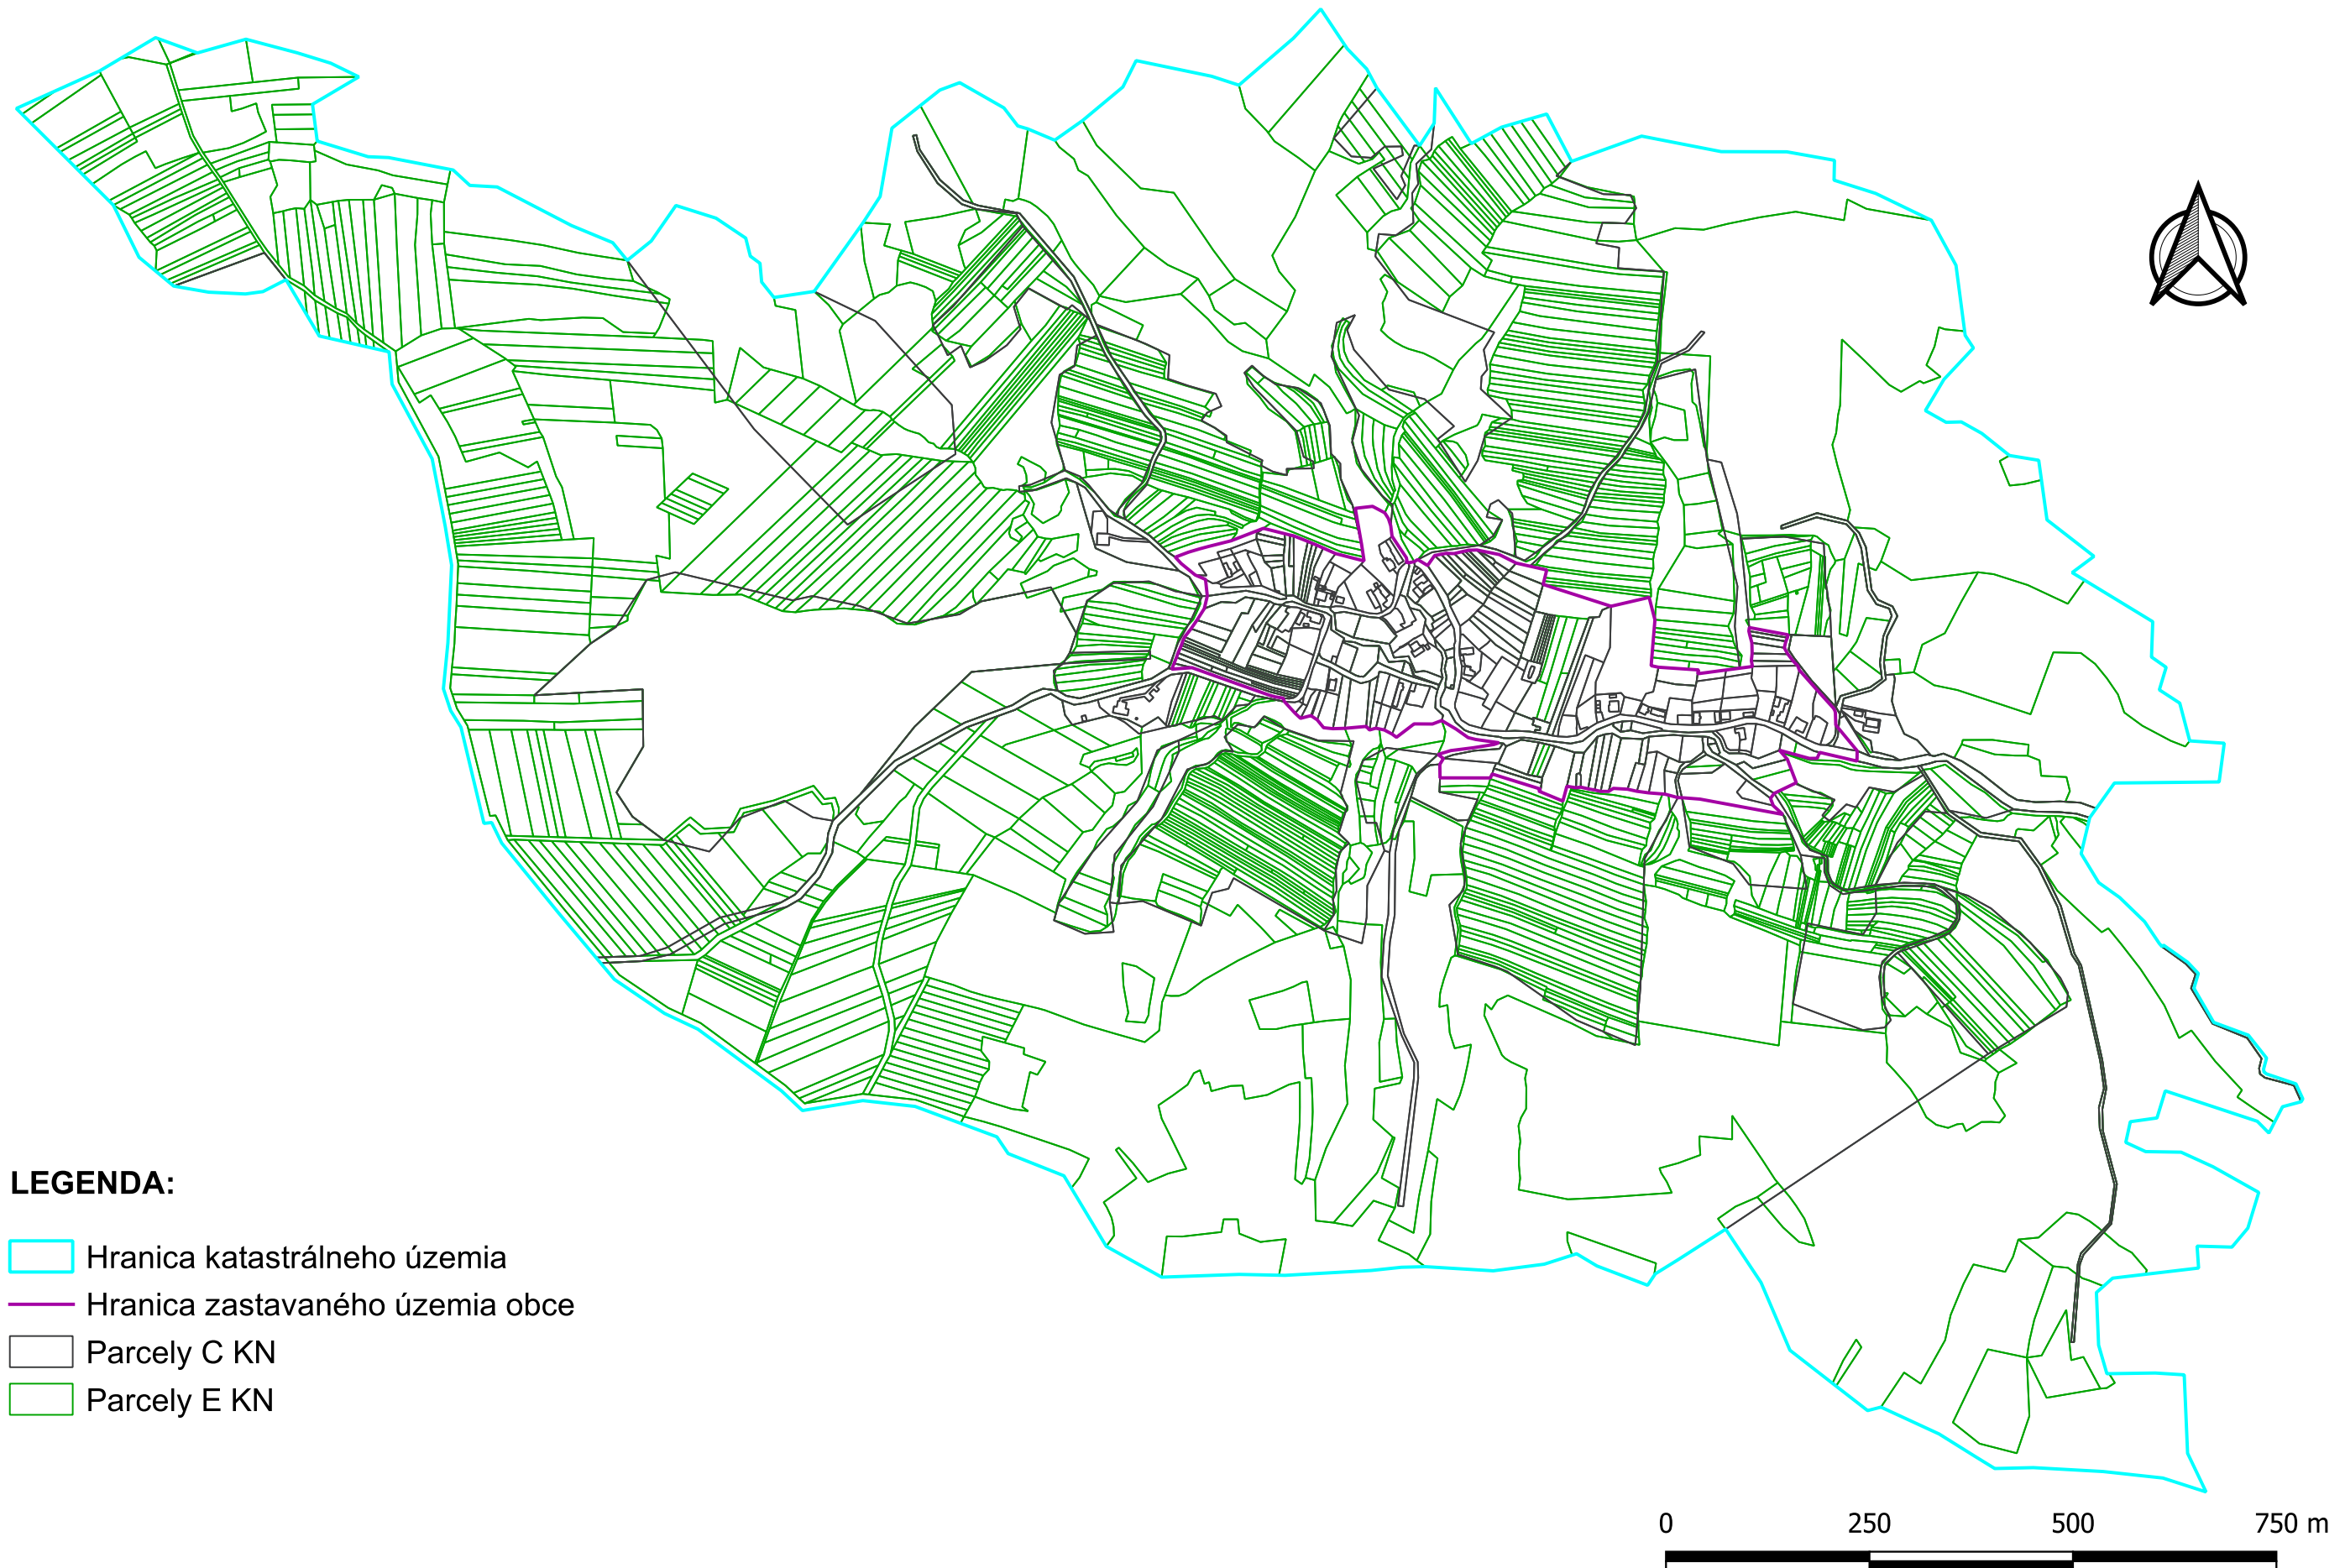 LEGENDA:
Hranica katastrálneho územia
Hranica zastavaného územia obce
Parcely C KN
Parcely E KN
0 250 500 750 m